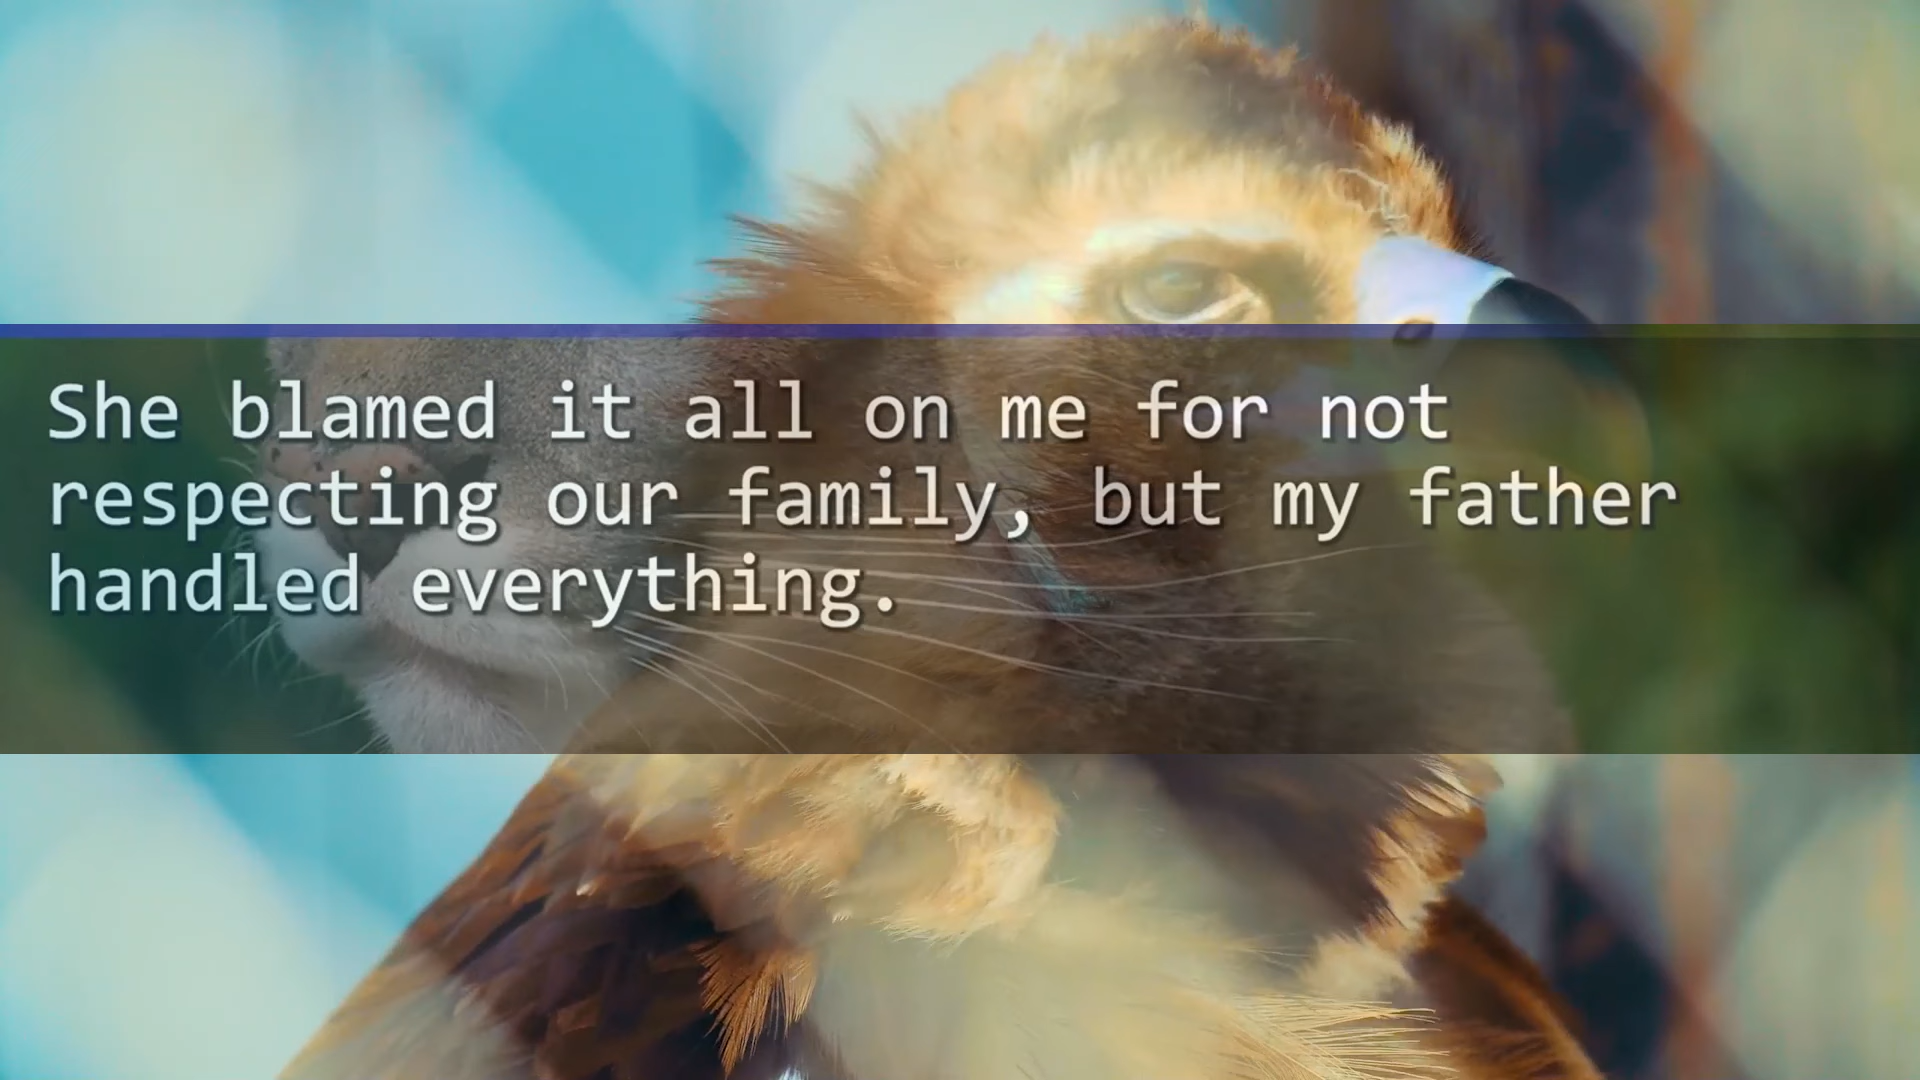 She blamed it all on me for not
respecting our family, but my father
handled everything.